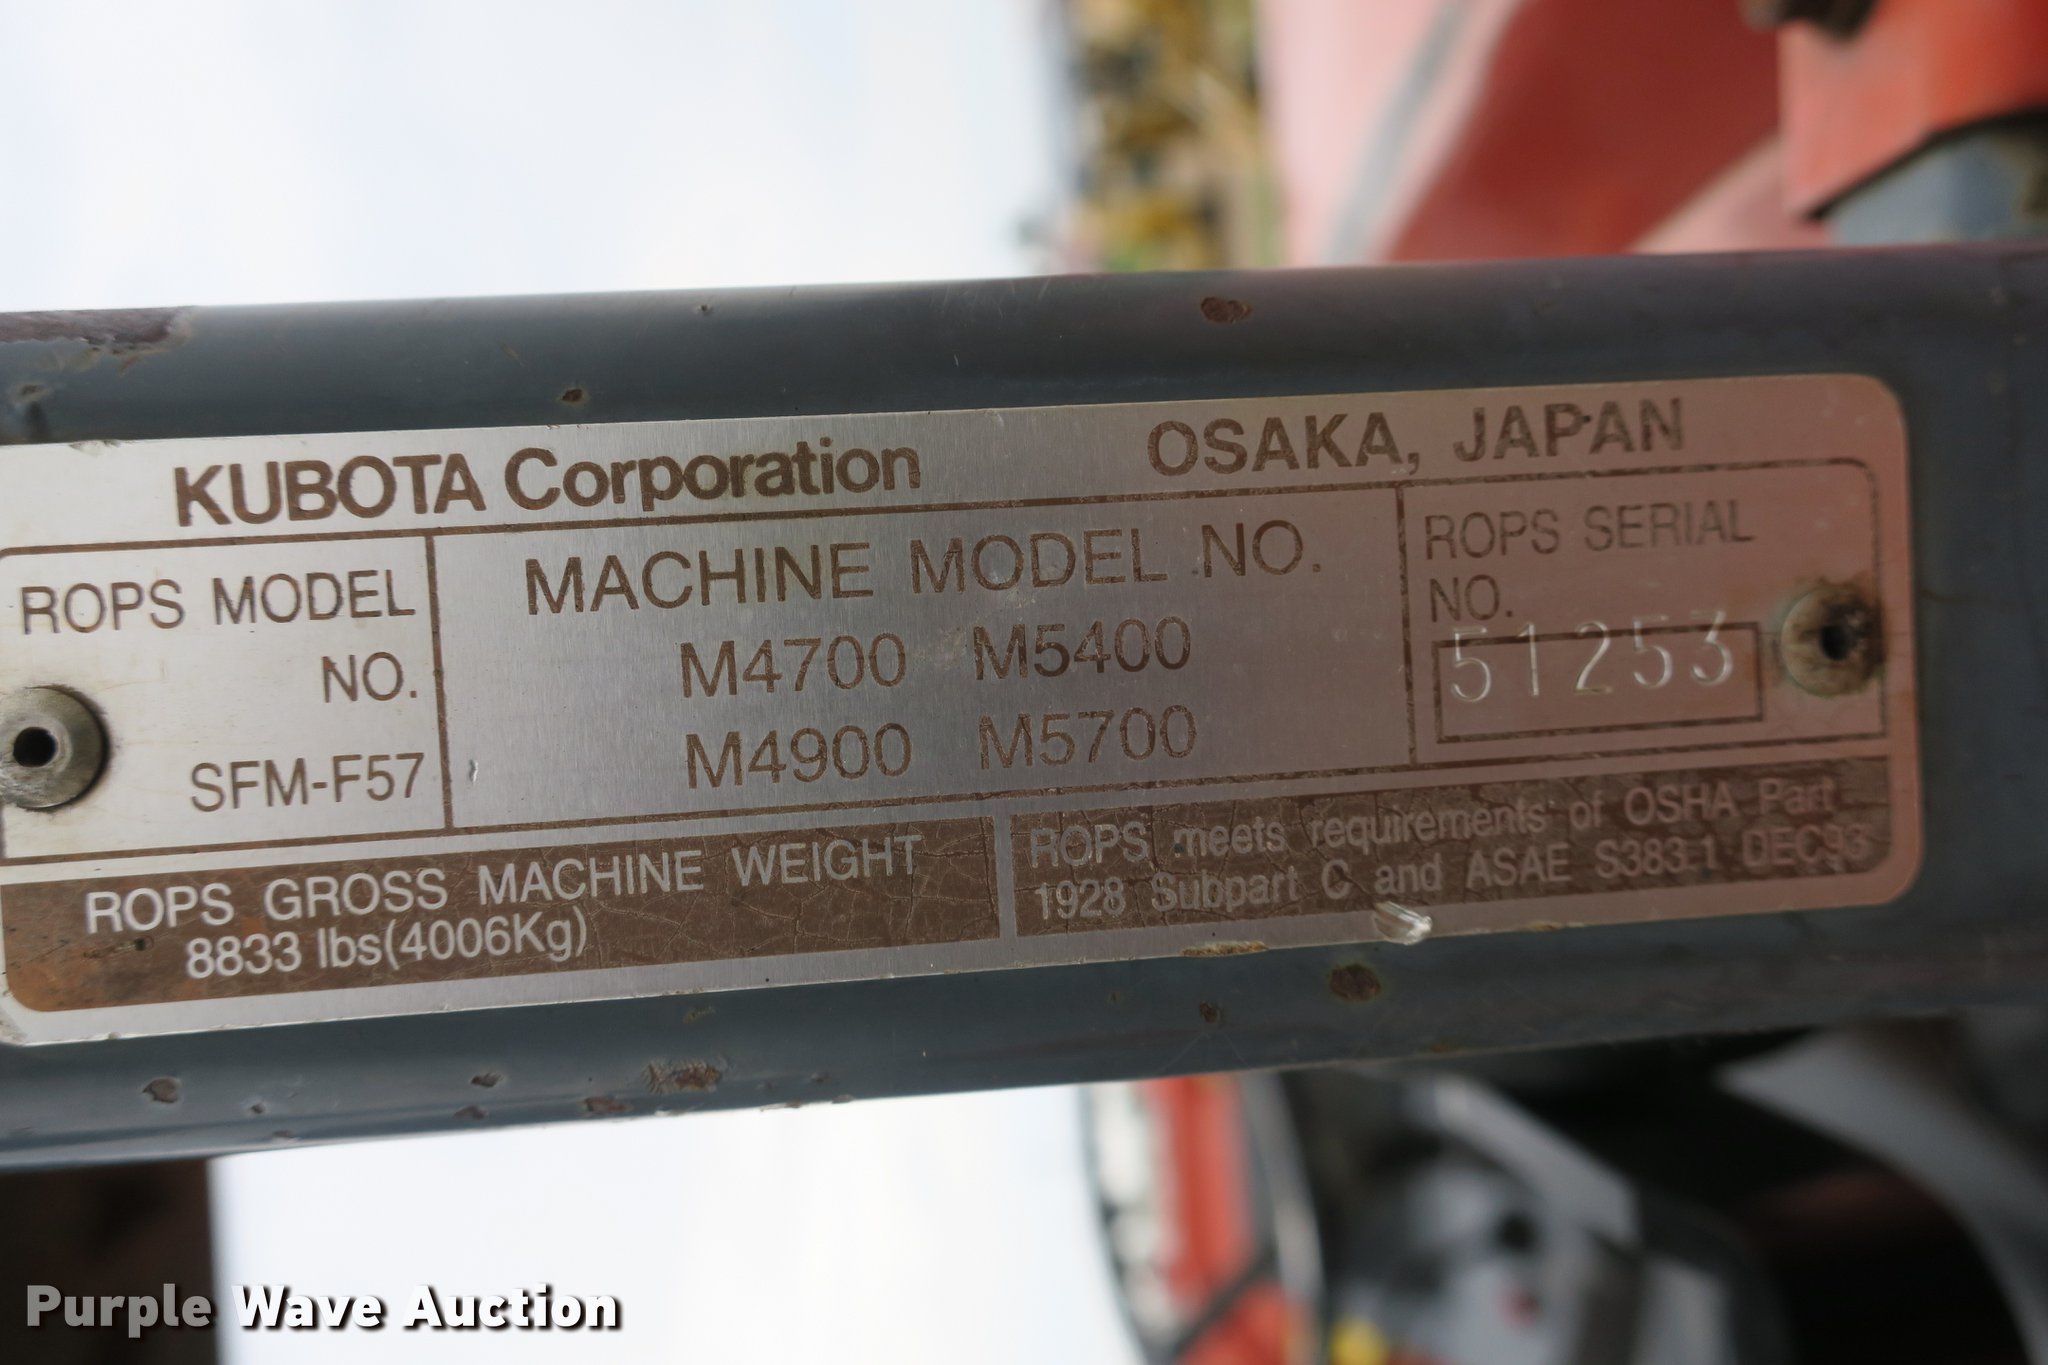 KUBOTA Corporation OSAKA, JAPAN
ROPS MODEL
NO.
SFM-F57
MACHINE MODEL NO.
M4700 M5400
M4900 M5700
ROPS SERIAL
NO.
51253
ROPS GROSS MACHINE WEIGHT
8833 lbs(4006Kg)
ROPS meets requirements of OSHA Part
1928 Subpart C and ASAE S383.1 DEC93
Purple Wave Auction